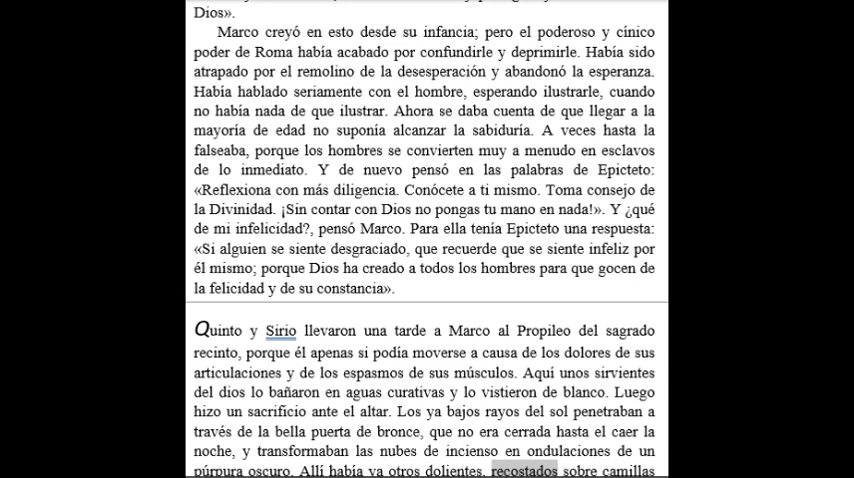 Dios».
Marco creyó en esto desde su infancia; pero el poderoso y cínico
poder de Roma había acabado por confundirle y deprimirle. Había sido
atrapado por el remolino de la desesperación y abandonó la esperanza.
Había hablado seriamente con el hombre, esperando ilustrarle, cuando
no había nada de que ilustrar. Ahora se daba cuenta de que llegar a la
mayoría de edad no suponía alcanzar la sabiduría. A veces hasta la
falseaba, porque los hombres se convierten muy a menudo en esclavos
de lo inmediato. Y de nuevo pensó en las palabras de Epicteto:
«Reflexiona con más diligencia. Conócete a ti mismo. Toma consejo de
la Divinidad. ¡Sin contar con Dios no pongas tu mano en nada!». Y ¿qué
de mi infelicidad?, pensó Marco. Para ella tenía Epicteto una respuesta:
«Si alguien se siente desgraciado, que recuerde que se siente infeliz por
él mismo; porque Dios ha creado a todos los hombres para que gocen de
la felicidad y de su constancia».
Quinto y Sirio llevaron una tarde a Marco al Propileo del sagrado
recinto, porque él apenas si podía moverse a causa de los dolores de sus
articulaciones y de los espasmos de sus músculos. Aquí unos sirvientes
del dios lo bañaron en aguas curativas y lo vistieron de blanco. Luego
hizo un sacrificio ante el altar. Los ya bajos rayos del sol penetraban a
través de la bella puerta de bronce, que no era cerrada hasta el caer la
noche, y transformaban las nubes de incienso en ondulaciones de un
púrpura oscuro. Allí había ya otros dolientes, recostados sobre camillas